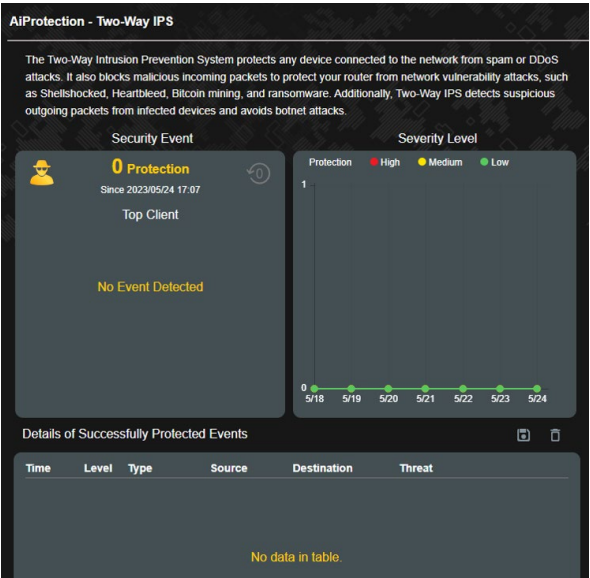 AiProtection - Two-Way IPS
The Two-Way Intrusion Prevention System protects any device connected to the network from spam or DDoS
attacks. It also blocks malicious incoming packets to protect your router from network vulnerability attacks, such
as Shellshocked, Heartbleed, Bitcoin mining, and ransomware. Additionally, Two-Way IPS detects suspicious
outgoing packets from infected devices and avoids botnet attacks.
Security Event
0 Protection
0
Since 2023/05/24 17:07
Top Client
No Event Detected
Severity Level
Protection High Medium Low
1
0
5/18 5/19 5/20 5/21 5/22 5/23 5/24
Details of Successfully Protected Events
Time Level Type Source Destination Threat
No data in table.